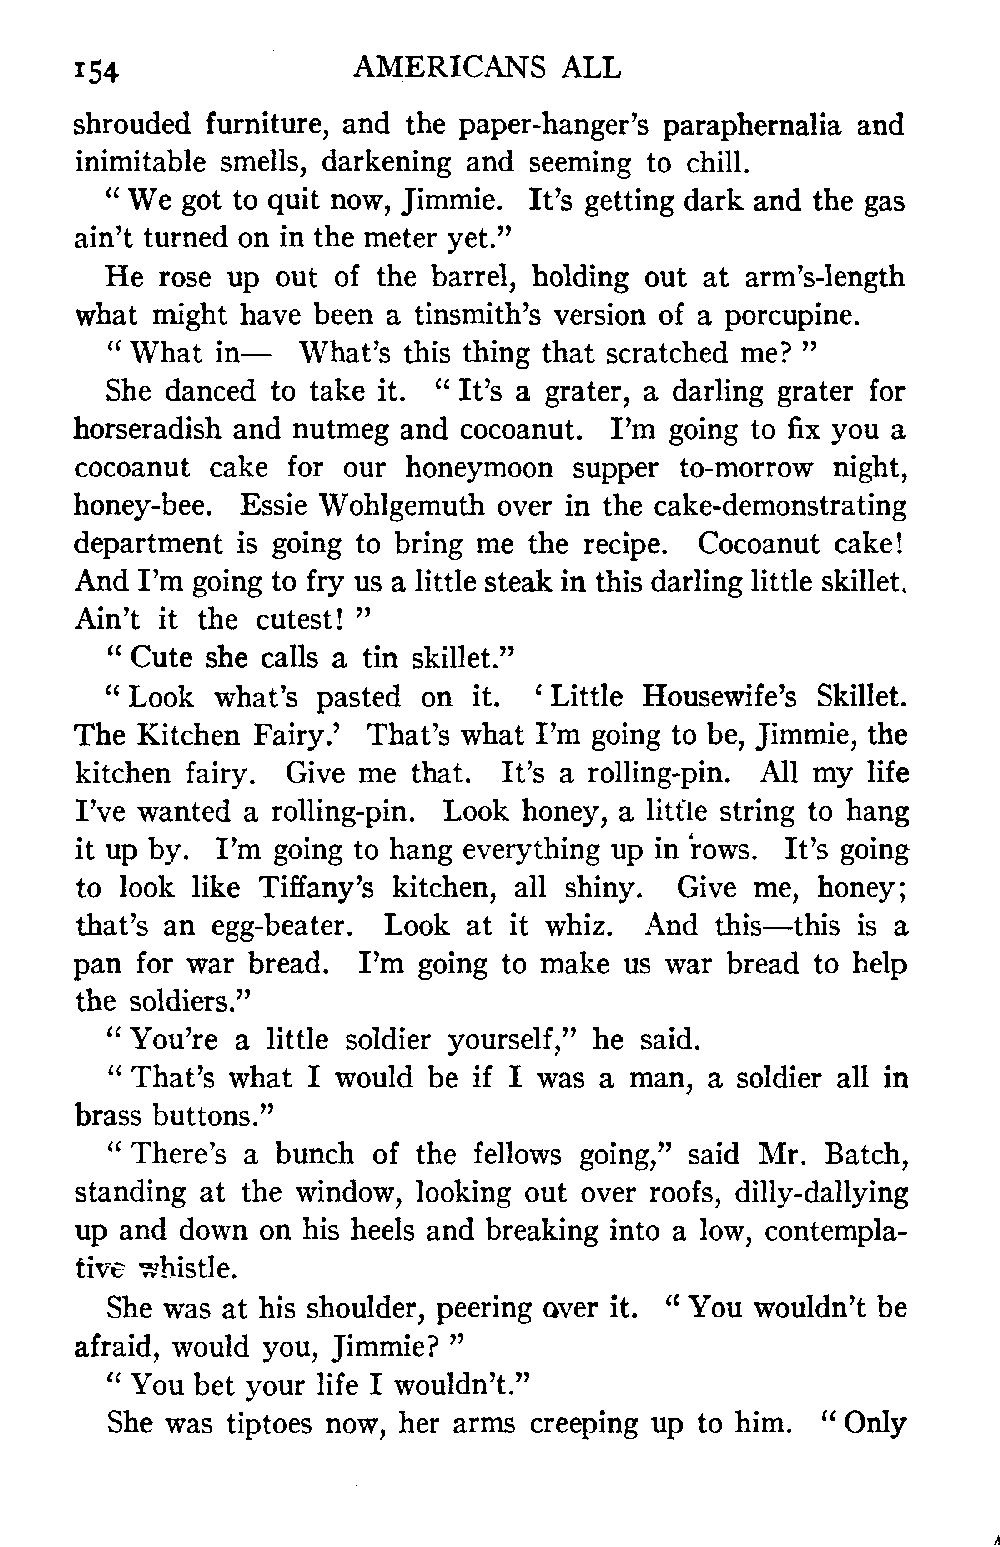 154 AMERICANS ALL
shrouded furniture, and the paper-hanger's paraphernalia and
inimitable smells, darkening and seeming to chill.
“ We got to quit now, Jimmie. It's getting dark and the gas
ain't turned on in the meter yet.”
He rose up out of the barrel, holding out at arm's-length
what might have been a tinsmith's version of a porcupine.
“ What in— What's this thing that scratched me? ”
She danced to take it. “ It's a grater, a darling grater for
horseradish and nutmeg and cocoanut. I'm going to fix you a
cocoanut cake for our honeymoon supper to-morrow night,
honey-bee. Essie Wohlgemuth over in the cake-demonstrating
department is going to bring me the recipe. Cocoanut cake!
And I'm going to fry us a little steak in this darling little skillet.
Ain't it the cutest! ”
“ Cute she calls a tin skillet.”
“ Look what's pasted on it. ‘ Little Housewife's Skillet.
The Kitchen Fairy.’ That's what I'm going to be, Jimmie, the
kitchen fairy. Give me that. It's a rolling-pin. All my life
I've wanted a rolling-pin. Look honey, a little string to hang
it up by. I'm going to hang everything up in rows. It's going
to look like Tiffany's kitchen, all shiny. Give me, honey;
that's an egg-beater. Look at it whiz. And this—this is a
pan for war bread. I'm going to make us war bread to help
the soldiers.”
“ You're a little soldier yourself,” he said.
“ That's what I would be if I was a man, a soldier all in
brass buttons.”
“ There's a bunch of the fellows going,” said Mr. Batch,
standing at the window, looking out over roofs, dilly-dallying
up and down on his heels and breaking into a low, contempla-
tive whistle.
She was at his shoulder, peering over it. “ You wouldn't be
afraid, would you, Jimmie? ”
“ You bet your life I wouldn't.”
She was tiptoes now, her arms creeping up to him. “ Only